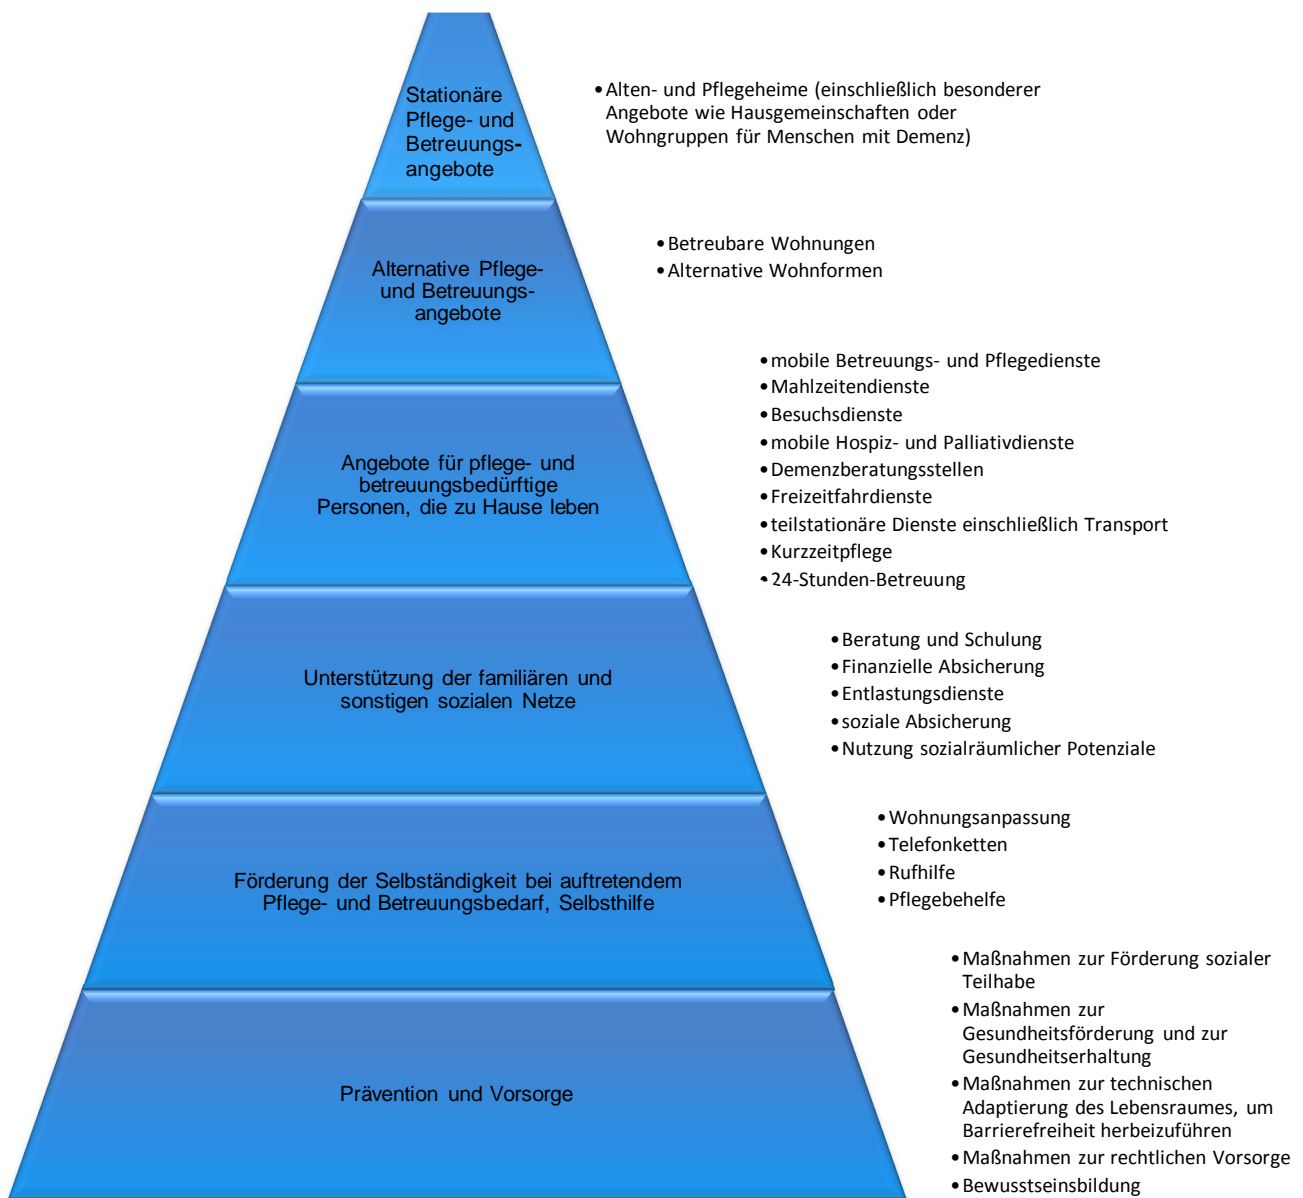 Stationäre
Pflege- und
Betreuungs-
angebote
• Alten- und Pflegeheime (einschließlich besonderer
Angebote wie Hausgemeinschaften oder
Wohngruppen für Menschen mit Demenz)
Alternative Pflege-
und Betreuungs-
angebote
• Betreubare Wohnungen
• Alternative Wohnformen
Angebote für pflege- und
betreuungsbedürftige
Personen, die zu Hause leben
• mobile Betreuungs- und Pflegedienste
• Mahlzeitendienste
• Besuchsdienste
• mobile Hospiz- und Palliativdienste
• Demenzberatungsstellen
• Freizeitfahrdienste
• teilstationäre Dienste einschließlich Transport
• Kurzzeitpflege
• 24-Stunden-Betreuung
Unterstützung der familiären und
sonstigen sozialen Netze
• Beratung und Schulung
• Finanzielle Absicherung
• Entlastungsdienste
• soziale Absicherung
• Nutzung sozialräumlicher Potenziale
Förderung der Selbständigkeit bei auftretendem
Pflege- und Betreuungsbedarf, Selbsthilfe
• Wohnungsanpassung
• Telefonketten
• Rufhilfe
• Pflegebehelfe
Prävention und Vorsorge
• Maßnahmen zur Förderung sozialer
Teilhabe
• Maßnahmen zur
Gesundheitsförderung und zur
Gesundheitserhaltung
• Maßnahmen zur technischen
Adaptierung des Lebensraumes, um
Barrierefreiheit herbeizuführen
• Maßnahmen zur rechtlichen Vorsorge
• Bewusstseinsbildung